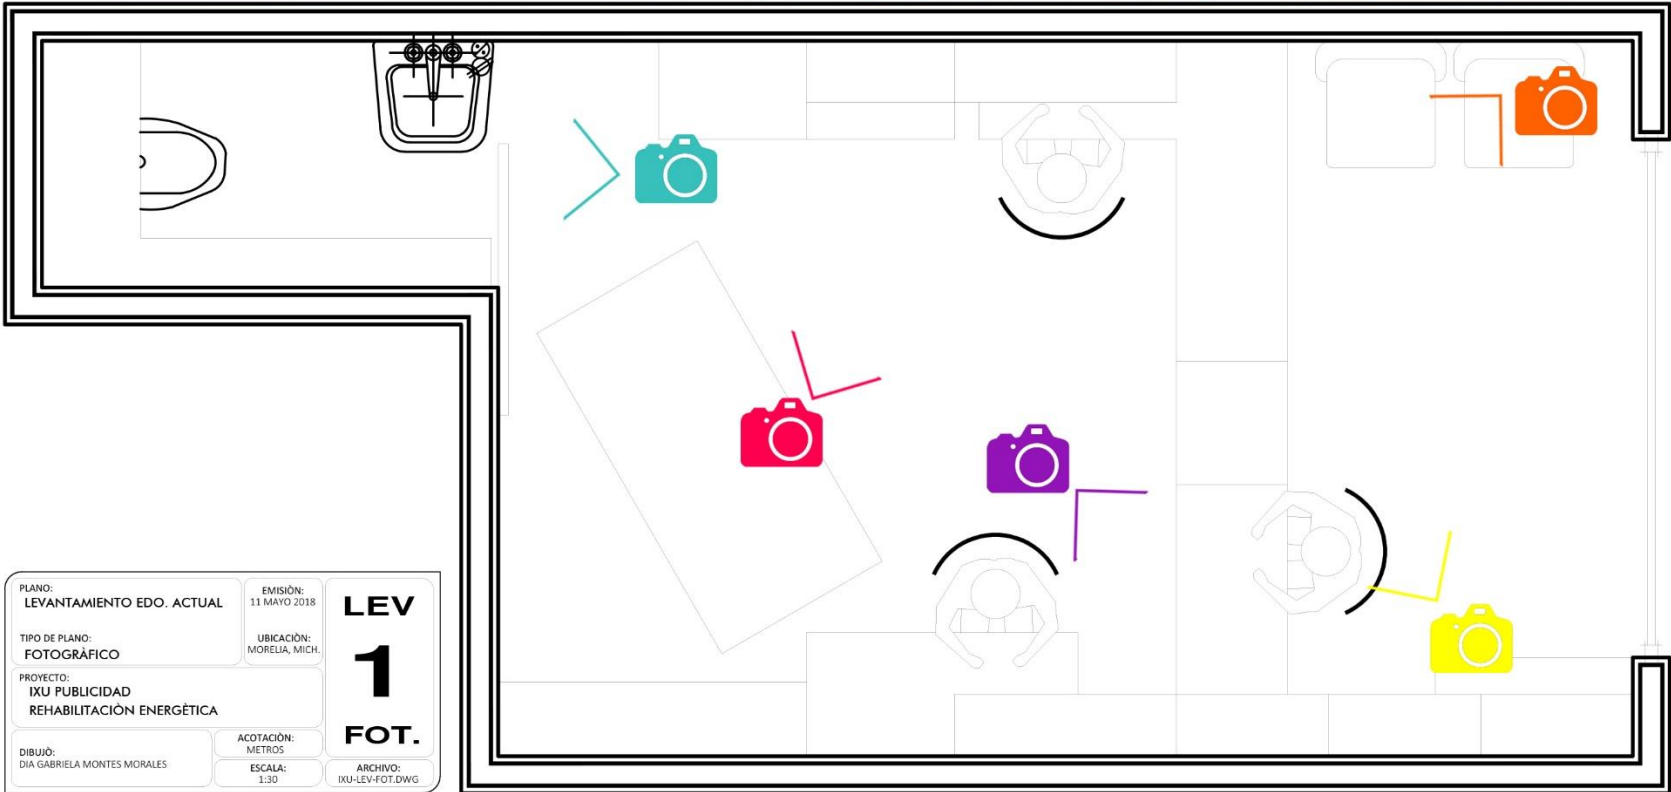 PLANO:
LEVANTAMIENTO EDO. ACTUAL
EMISIÒN:
11 MAYO 2018
TIPO DE PLANO:
FOTOGRÀFICO
UBICACIÒN:
MORELIA, MICH.
PROYECTO:
IXU PUBLICIDAD
REHABILITACIÒN ENERGÈTICA
DIBUJÒ:
DIA GABRIELA MONTES MORALES
ACOTACIÒN:
METROS
ESCALA:
1:30
LEV
1
FOT.
ARCHIVO:
IXU-LEV-FOT.DWG